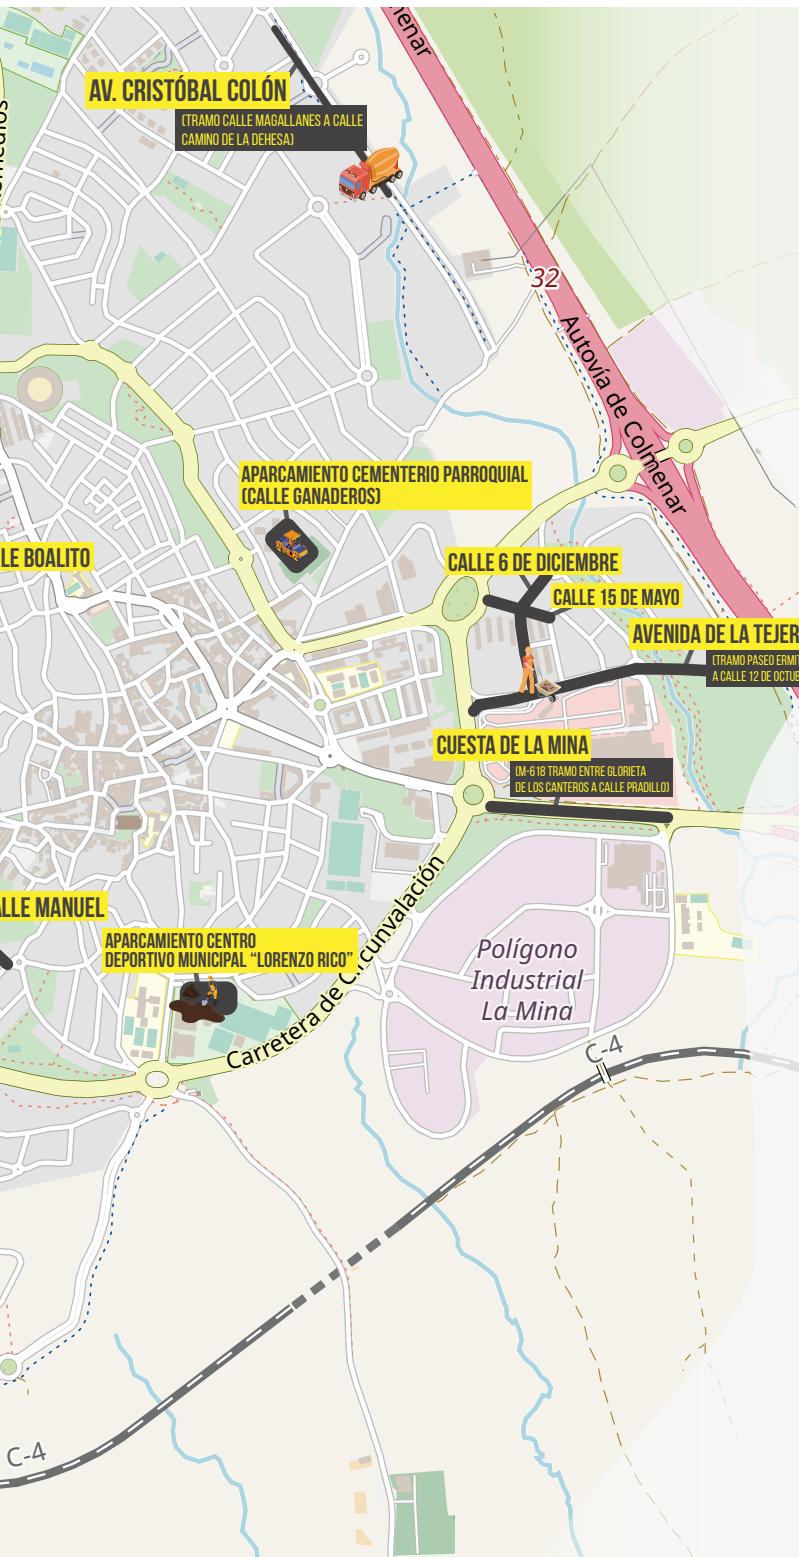 menar
AV. CRISTÓBAL COLÓN
(TRAMO CALLE MAGALLANES A CALLE
CAMINO DE LA DEHESA)
32
Autovía de Colmenar
APARCAMIENTO CEMENTERIO PARROQUIAL
(CALLE GANADEROS)
LE BOALITO
CALLE 6 DE DICIEMBRE
CALLE 15 DE MAYO
AVENIDA DE LA TEJER
(TRAMO PASEO ERMIT
A CALLE 12 DE OCTUB
CUESTA DE LA MINA
(M-618 TRAMO ENTRE GLORIETA
DE LOS CANTEROS A CALLE PRADILLO)
ALLE MANUEL
APARCAMIENTO CENTRO
DEPORTIVO MUNICIPAL “LORENZO RICO”
Carretera de Circunvalación
Polígono
Industrial
La Mina
C-4
C-4